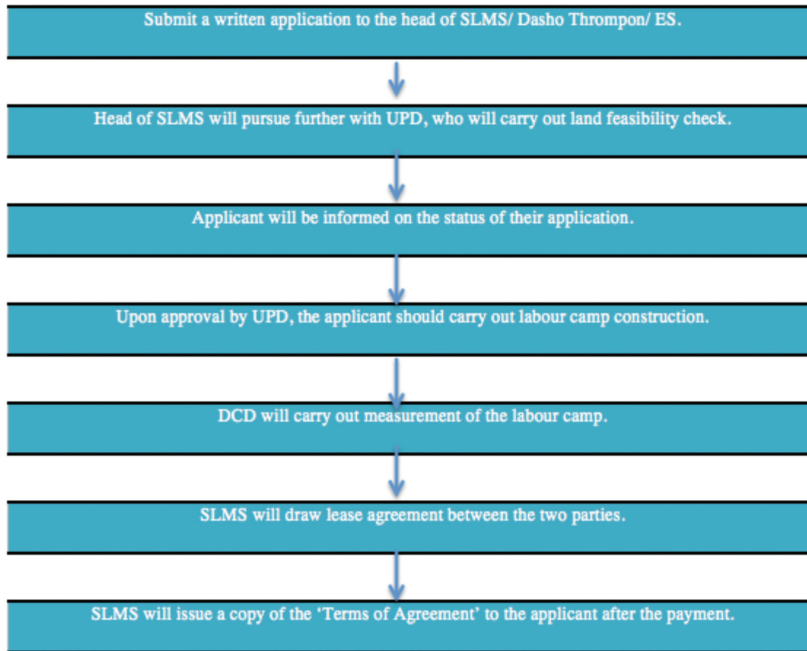 Submit a written application to the head of SLMS/ Dasho Thrompon/ ES.
Head of SLMS will pursue further with UPD, who will carry out land feasibility check.
Applicant will be informed on the status of their application.
Upon approval by UPD, the applicant should carry out labour camp construction.
DCD will carry out measurement of the labour camp.
SLMS will draw lease agreement between the two parties.
SLMS will issue a copy of the ‘Terms of Agreement’ to the applicant after the payment.